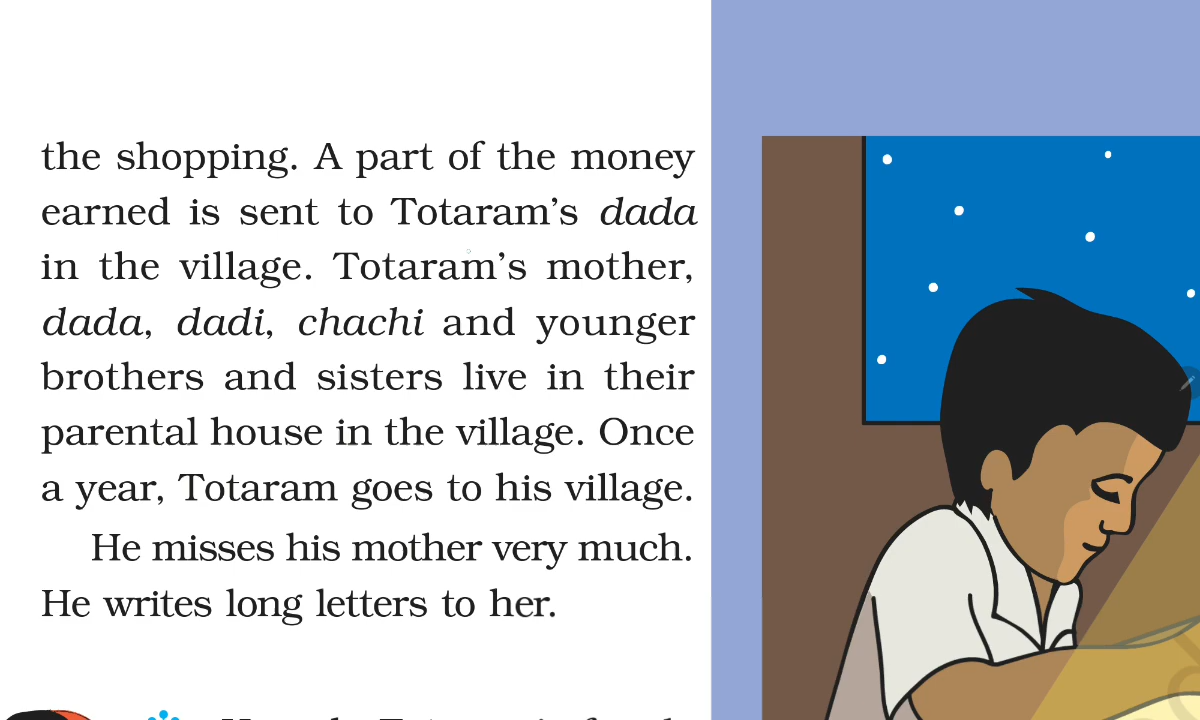 the shopping. A part of the money
earned is sent to Totaram's dada
in the village. Totaram's mother,
dada, dadi, chachi and younger
brothers and sisters live in their
parental house in the village. Once
a year, Totaram goes to his village.
He misses his mother very much.
He writes long letters to her.